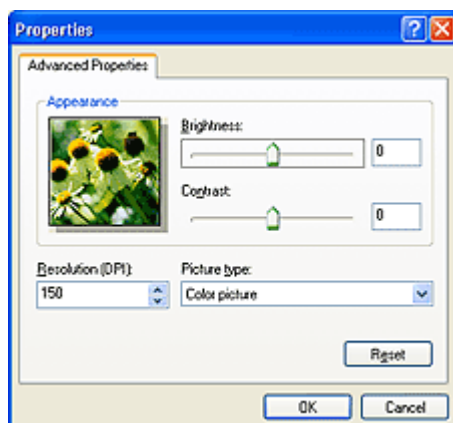 Properties
Advanced Properties
Appearance
Brightness:
0
Contrast:
0
Resolution (DPI):
150
Picture type:
Color picture
Reset
OK
Cancel